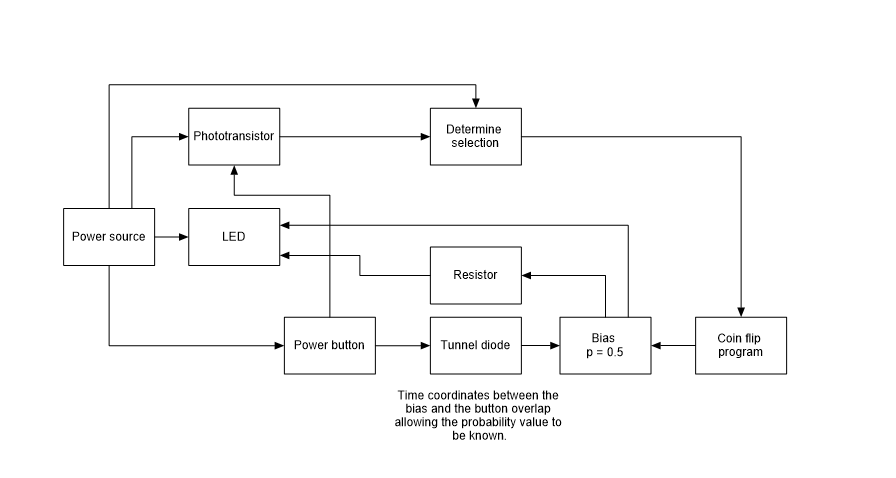 Determine
selection
Phototransistor
Power source
LED
Resistor
Power button
Tunnel diode
Bias
p = 0.5
Coin flip
program
Time coordinates between the
bias and the button overlap
allowing the probability value to
be known.